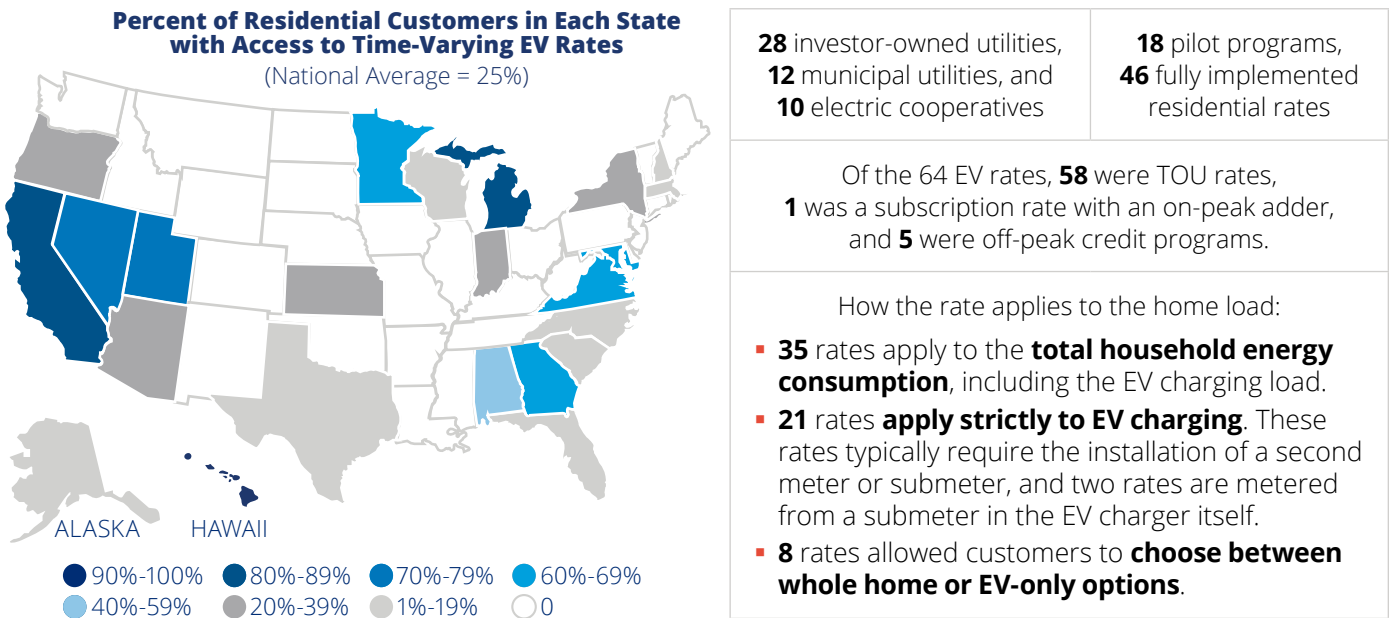 Percent of Residential Customers in Each State
with Access to Time-Varying EV Rates
(National Average = 25%)
ALASKA
HAWAII
90%-100%
80%-89%
70%-79%
60%-69%
40%-59%
20%-39%
1%-19%
0
28 investor-owned utilities,
12 municipal utilities, and
10 electric cooperatives
18 pilot programs,
46 fully implemented
residential rates
Of the 64 EV rates, 58 were TOU rates,
1 was a subscription rate with an on-peak adder,
and 5 were off-peak credit programs.
How the rate applies to the home load:
▪ 35 rates apply to the total household energy
consumption, including the EV charging load.
▪ 21 rates apply strictly to EV charging. These
rates typically require the installation of a second
meter or submeter, and two rates are metered
from a submeter in the EV charger itself.
▪ 8 rates allowed customers to choose between
whole home or EV-only options.